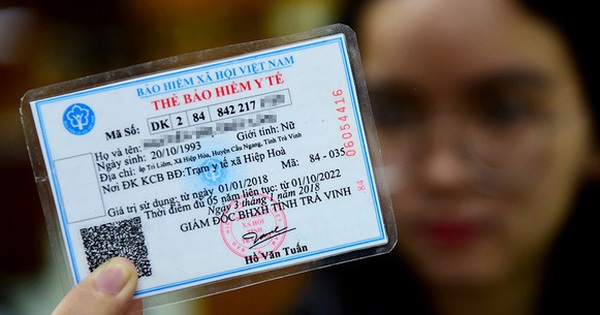 BẢO HIỂM XÃ HỘI VIỆT NAM
THẺ BẢO HIỂM Y TẾ
Mã Số: DK 2 84 842 217
Họ và tên:
Ngày sinh: 20/10/1993 Giới tính: Nữ
Địa chỉ: ấp Trì Liêm, Xã Hiệp Hòa, Huyện Cầu Ngang, Tỉnh Trà Vinh
Nơi ĐK KCB BĐ: Trạm y tế xã Hiệp Hoà Mã: 84 - 035
Giá trị sử dụng: từ ngày 01/01/2018
Thời điểm đủ 05 năm liên tục: từ 01/10/2022
Ngày 3 tháng 1 năm 2018
GIÁM ĐỐC BHXH TỈNH TRÀ VINH
Hồ Văn Tuấn
06054416
84